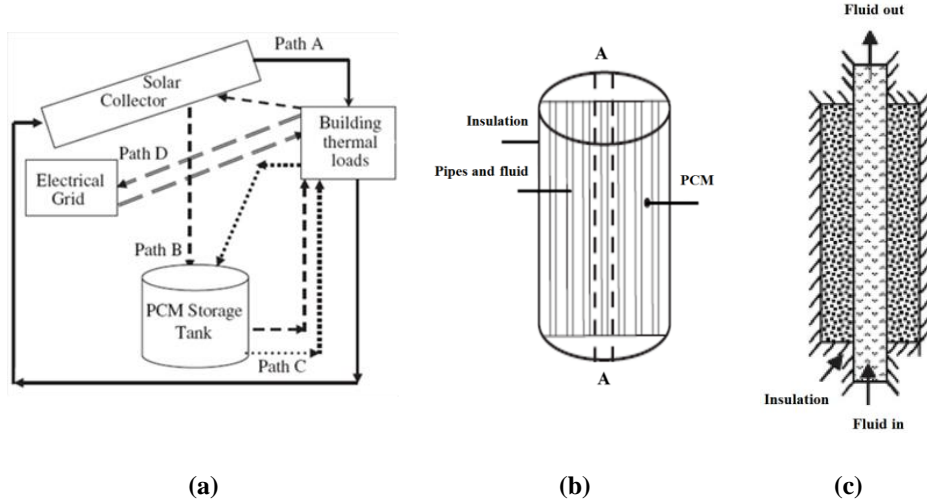 Path A
Solar
Collector
Building
thermal
loads
Path D
Electrical
Grid
Path B
PCM Storage
Tank
Path C
(a)
A
Insulation
Pipes and fluid
PCM
A
(b)
Fluid out
Insulation
Fluid in
(c)